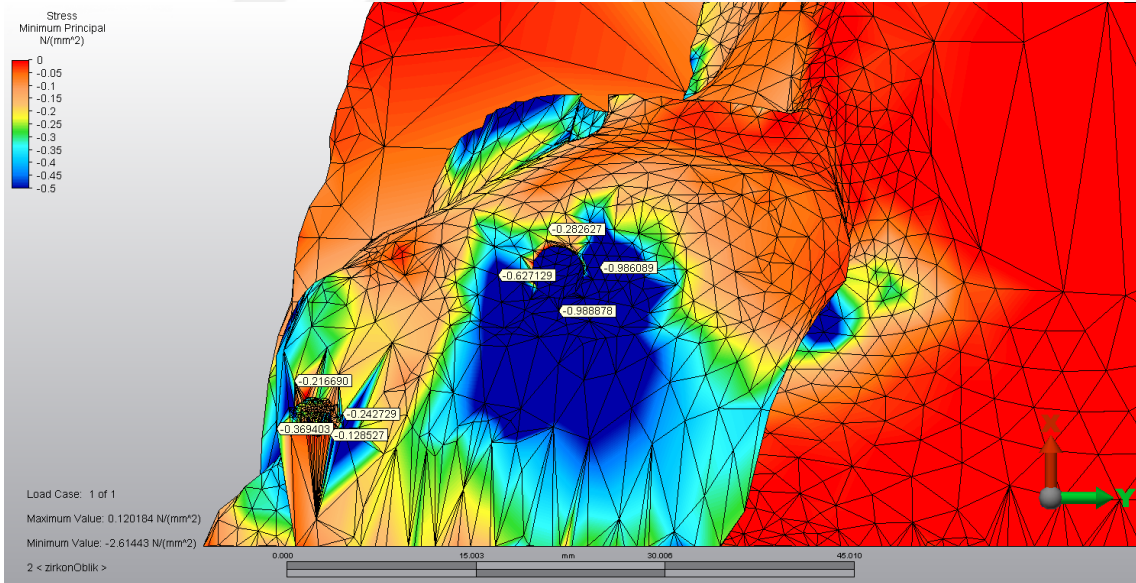 Stress
Minimum Principal
N/(mm^2)
0
-0.05
-0.1
-0.15
-0.2
-0.25
-0.3
-0.35
-0.4
-0.45
-0.5
-0.282627
-0.627129
-0.986089
-0.988878
-0.216690
-0.242729
-0.369403
-0.128527
X
Y
Load Case: 1 of 1
Maximum Value: 0.120184 N/(mm^2)
Minimum Value: -2.61443 N/(mm^2)
2 < zirkonOblik >
0.000 15.003 mm 30.006 45.010